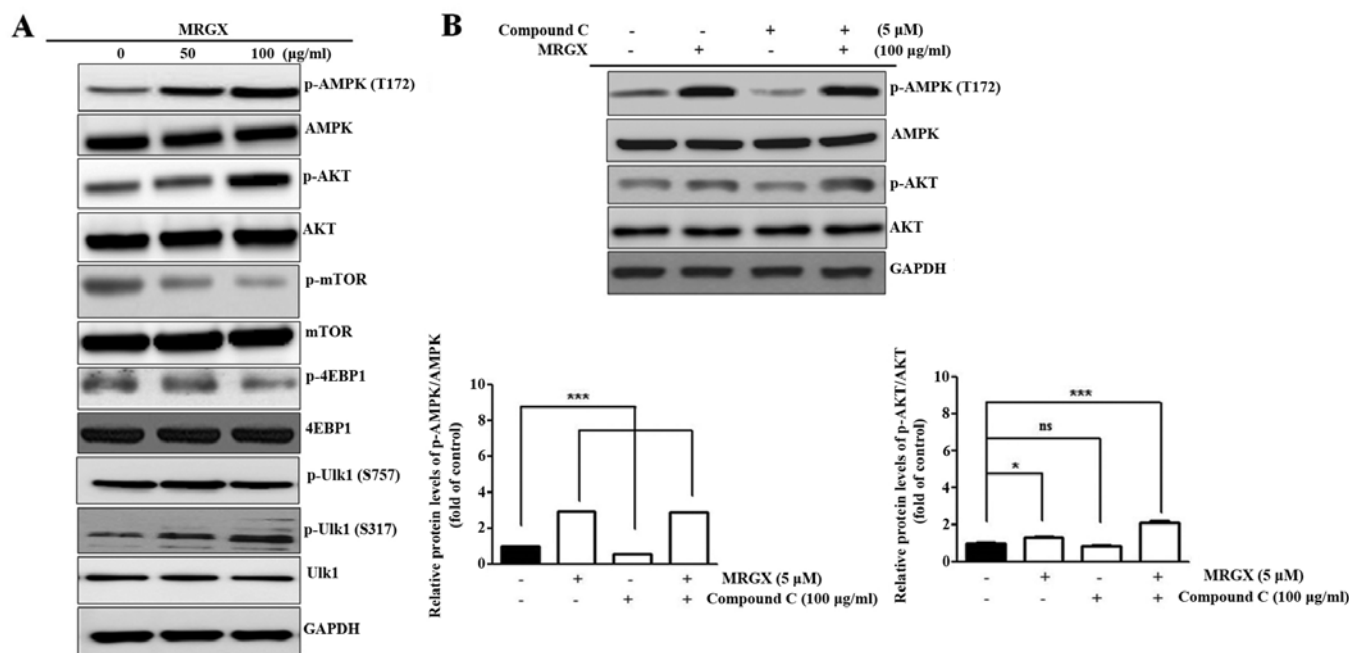 A
MRGX
0 50 100 (µg/ml)
p-AMPK (T172)
AMPK
p-AKT
AKT
p-mTOR
mTOR
p-4EBP1
4EBP1
p-Ulk1 (S757)
p-Ulk1 (S317)
Ulk1
GAPDH
B
Compound C - - + + (5 µM)
MRGX - + - + (100 µg/ml)
p-AMPK (T172)
AMPK
p-AKT
AKT
GAPDH
Relative protein levels of p-AMPK/AMPK
(fold of control)
10
8
6
4
2
0
***
- + - + MRGX (5 µM)
- - + + Compound C (100 µg/ml)
Relative protein levels of p-AKT/AKT
(fold of control)
10
8
6
4
2
0
***
ns
*
- + - + MRGX (5 µM)
- - + + Compound C (100 µg/ml)